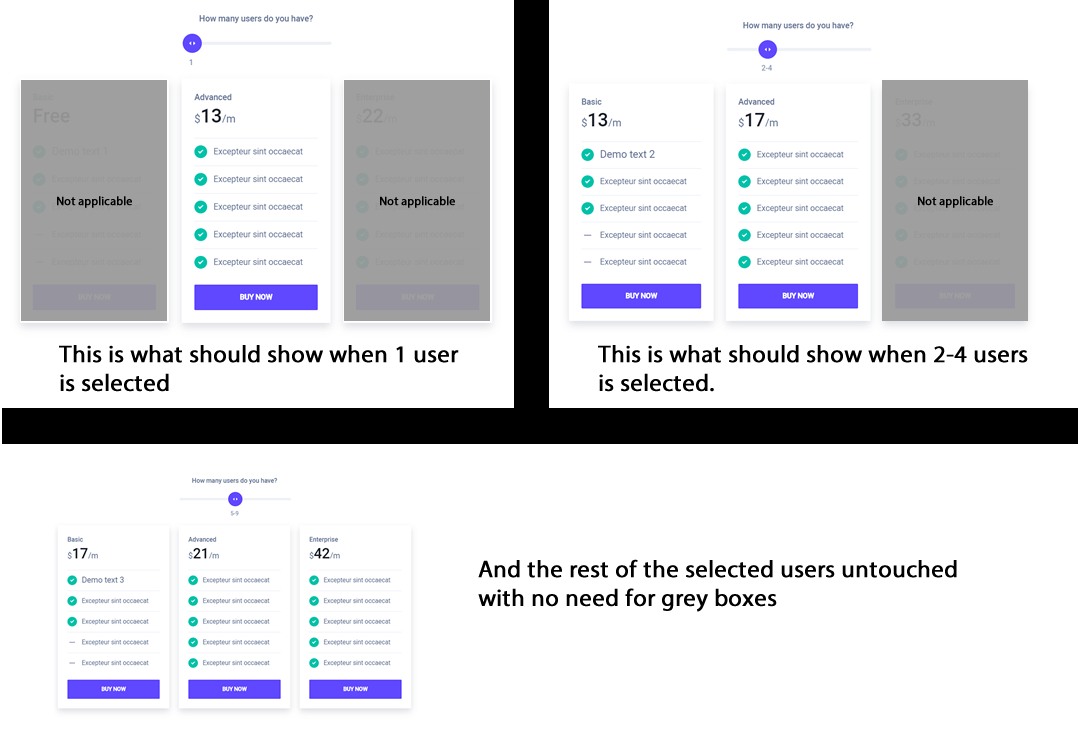 How many users do you have?
1
Basic
Free
Demo text 1
Excepteur sint occaecat
Not applicable
Excepteur sint occaecat
Excepteur sint occaecat
BUY NOW
Advanced
$13/m
Excepteur sint occaecat
Excepteur sint occaecat
Excepteur sint occaecat
Excepteur sint occaecat
Excepteur sint occaecat
BUY NOW
Enterprise
$22/m
Excepteur sint occaecat
Excepteur sint occaecat
Not applicable
Excepteur sint occaecat
Excepteur sint occaecat
BUY NOW
This is what should show when 1 user
is selected
How many users do you have?
2-4
Basic
$13/m
Demo text 2
Excepteur sint occaecat
Excepteur sint occaecat
Excepteur sint occaecat
Excepteur sint occaecat
BUY NOW
Advanced
$17/m
Excepteur sint occaecat
Excepteur sint occaecat
Excepteur sint occaecat
Excepteur sint occaecat
Excepteur sint occaecat
BUY NOW
Enterprise
$33/m
Excepteur sint occaecat
Excepteur sint occaecat
Not applicable
Excepteur sint occaecat
Excepteur sint occaecat
BUY NOW
This is what should show when 2-4 users
is selected.
How many users do you have?
5-9
Basic
$17/m
Demo text 3
Excepteur sint occaecat
Excepteur sint occaecat
Excepteur sint occaecat
Excepteur sint occaecat
BUY NOW
Advanced
$21/m
Excepteur sint occaecat
Excepteur sint occaecat
Excepteur sint occaecat
Excepteur sint occaecat
Excepteur sint occaecat
BUY NOW
Enterprise
$42/m
Excepteur sint occaecat
Excepteur sint occaecat
Excepteur sint occaecat
Excepteur sint occaecat
Excepteur sint occaecat
BUY NOW
And the rest of the selected users untouched
with no need for grey boxes